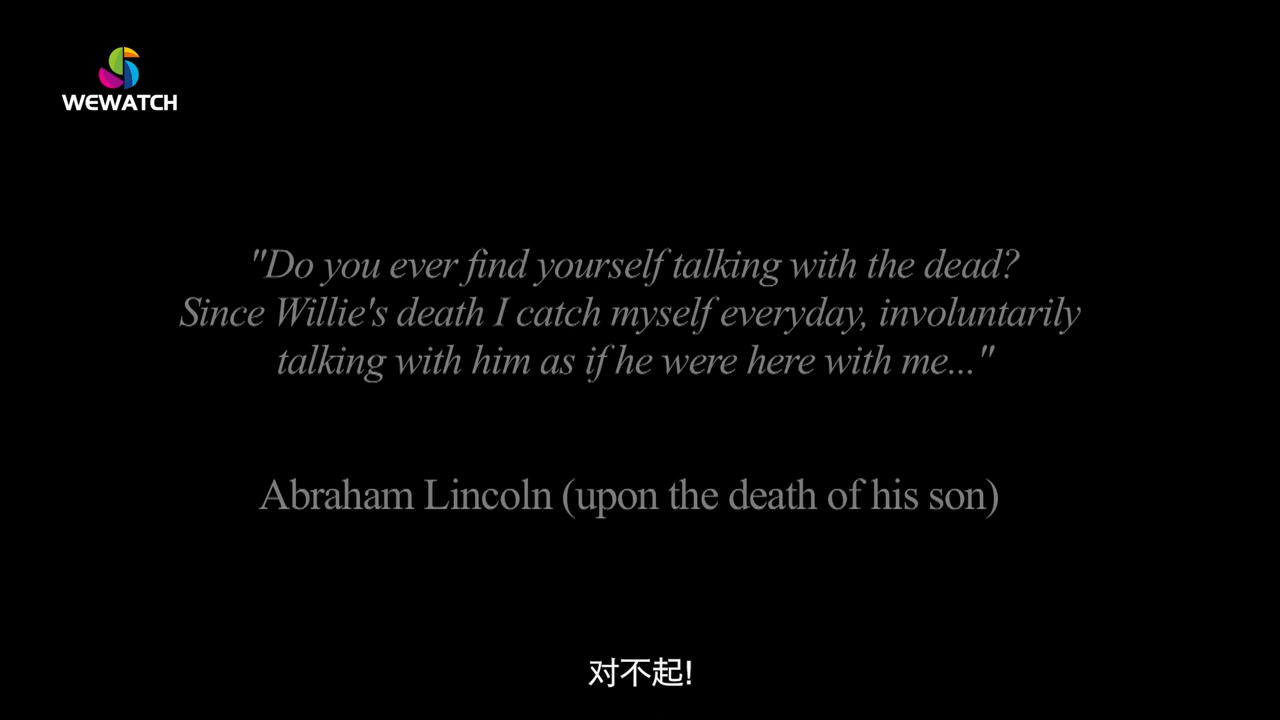 WEWATCH
"Do you ever find yourself talking with the dead?
Since Willie's death I catch myself everyday, involuntarily
talking with him as if he were here with me..."
Abraham Lincoln (upon the death of his son)
对不起!